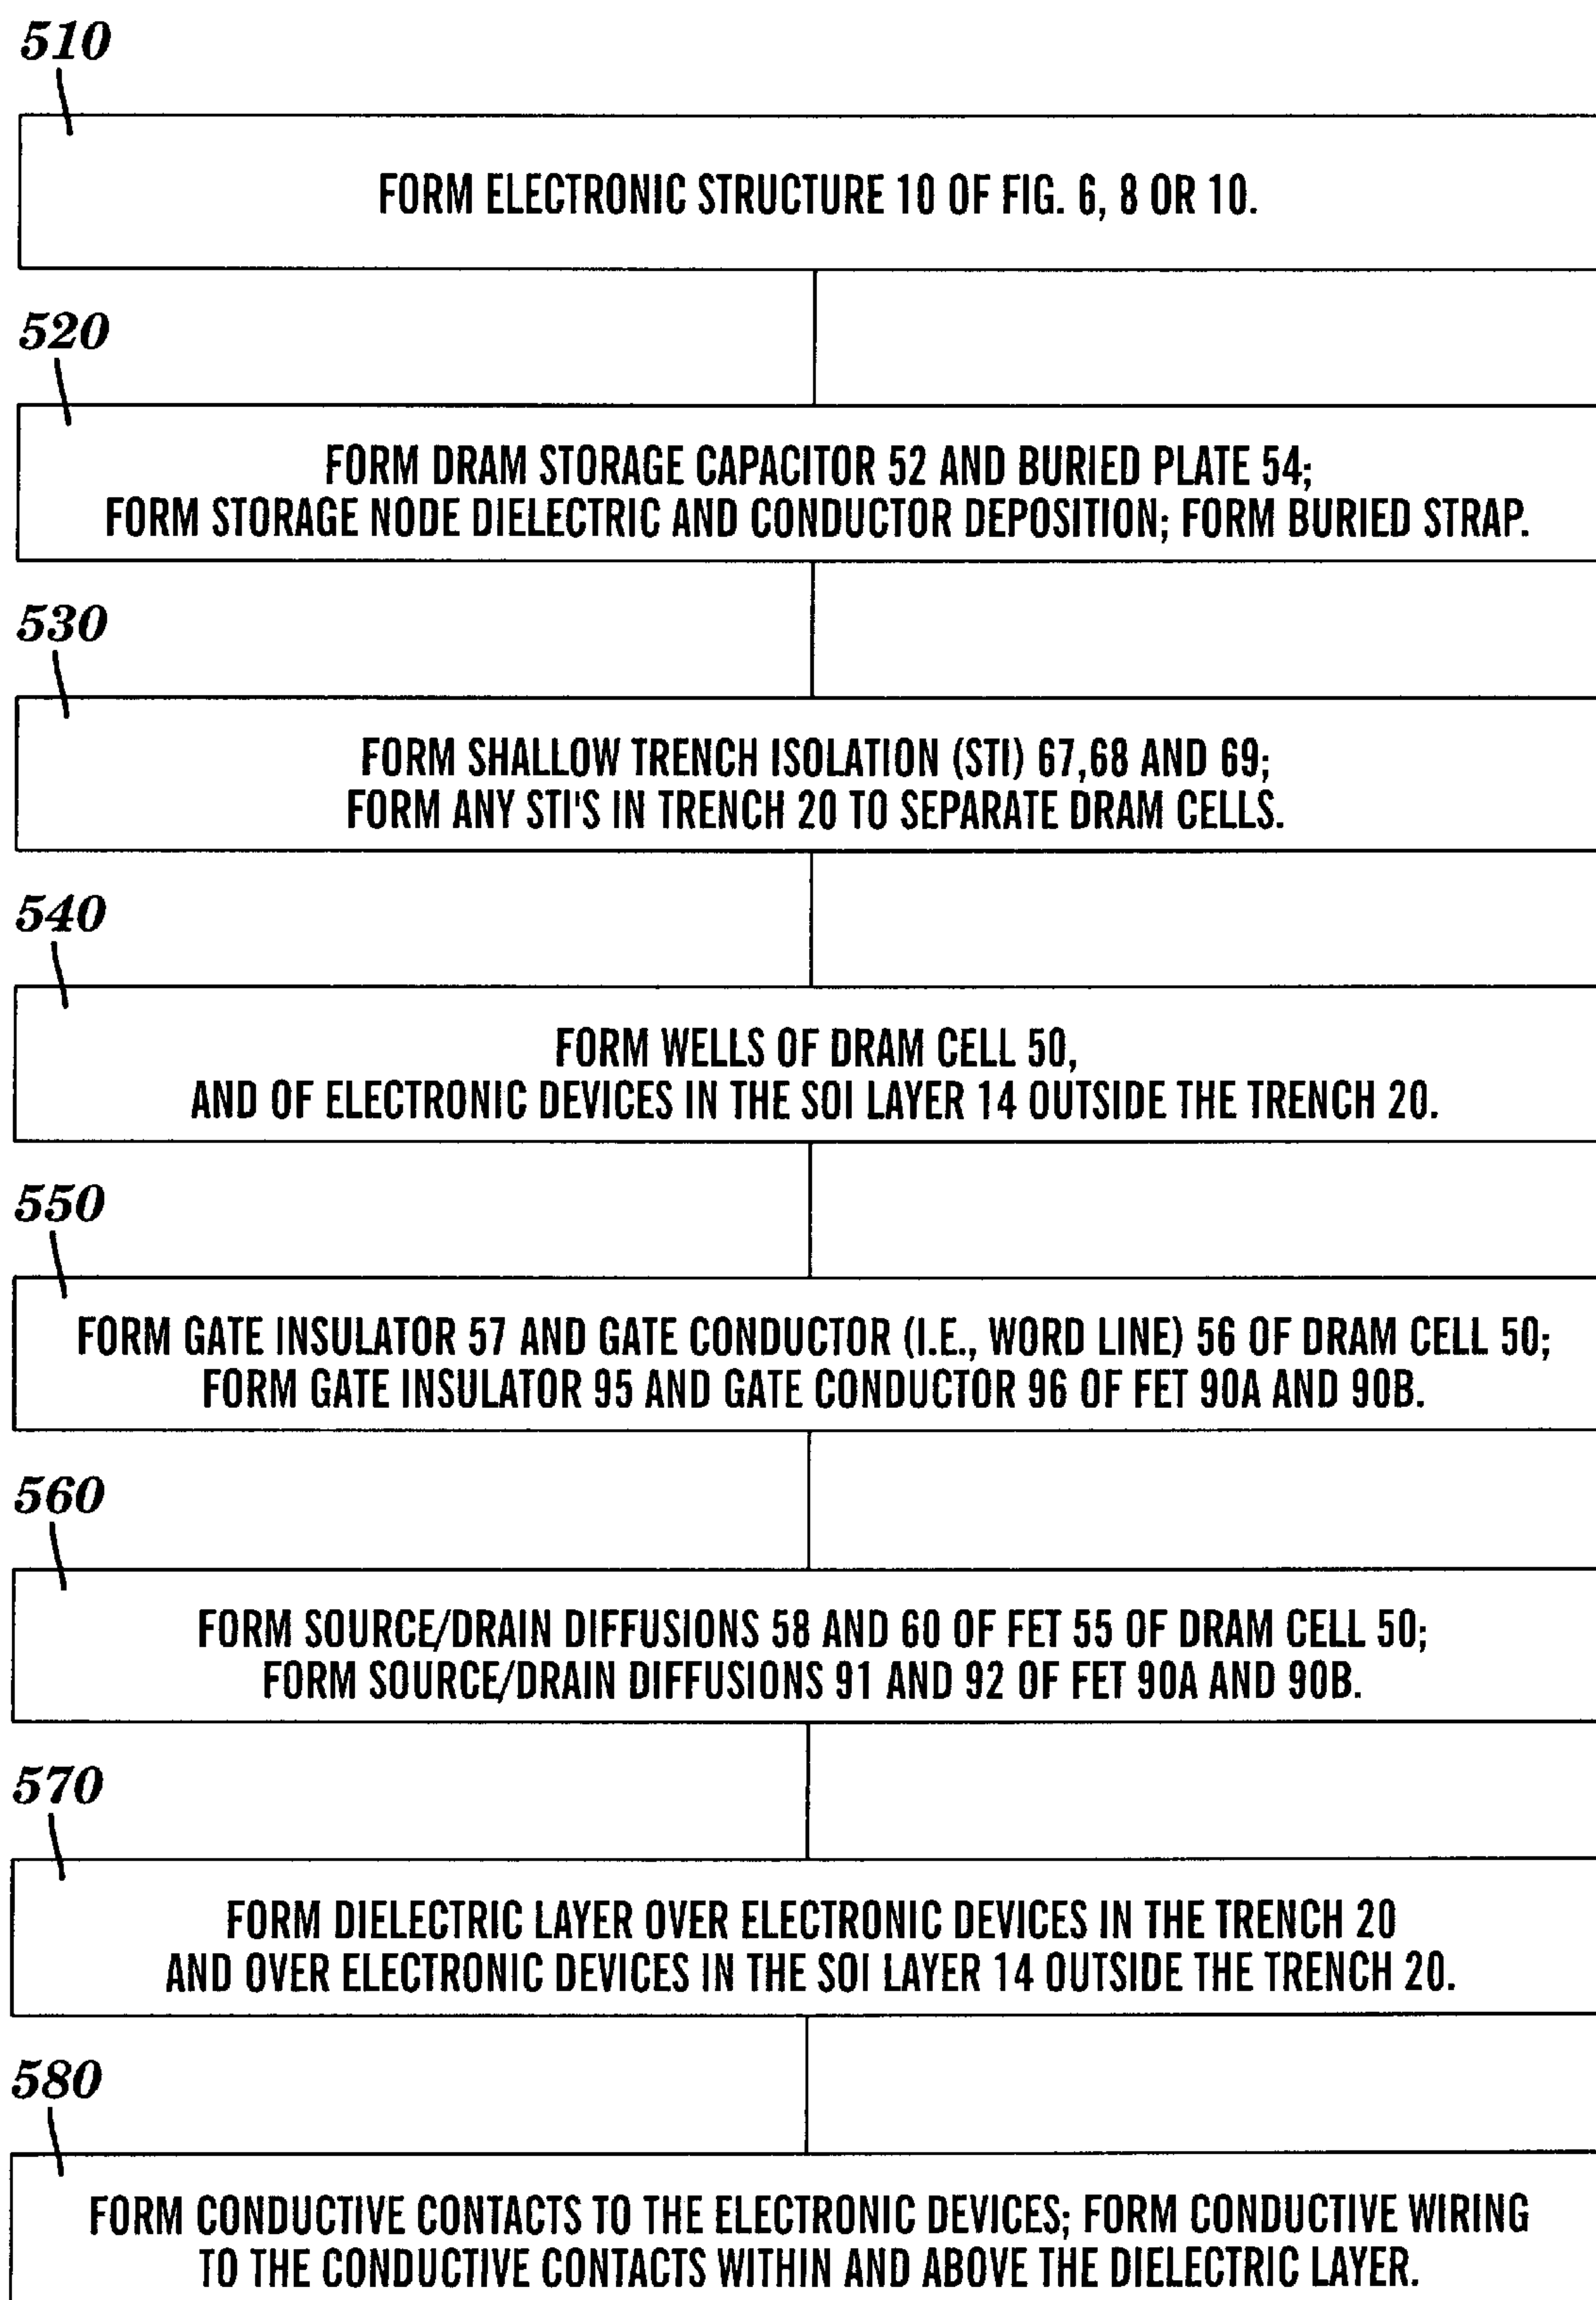 510
FORM ELECTRONIC STRUCTURE 10 OF FIG. 6, 8 OR 10.
520
FORM DRAM STORAGE CAPACITOR 52 AND BURIED PLATE 54;
FORM STORAGE NODE DIELECTRIC AND CONDUCTOR DEPOSITION; FORM BURIED STRAP.
530
FORM SHALLOW TRENCH ISOLATION (STI) 67,68 AND 69;
FORM ANY STI'S IN TRENCH 20 TO SEPARATE DRAM CELLS.
540
FORM WELLS OF DRAM CELL 50,
AND OF ELECTRONIC DEVICES IN THE SOI LAYER 14 OUTSIDE THE TRENCH 20.
550
FORM GATE INSULATOR 57 AND GATE CONDUCTOR (I.E., WORD LINE) 56 OF DRAM CELL 50;
FORM GATE INSULATOR 95 AND GATE CONDUCTOR 96 OF FET 90A AND 90B.
560
FORM SOURCE/DRAIN DIFFUSIONS 58 AND 60 OF FET 55 OF DRAM CELL 50;
FORM SOURCE/DRAIN DIFFUSIONS 91 AND 92 OF FET 90A AND 90B.
570
FORM DIELECTRIC LAYER OVER ELECTRONIC DEVICES IN THE TRENCH 20
AND OVER ELECTRONIC DEVICES IN THE SOI LAYER 14 OUTSIDE THE TRENCH 20.
580
FORM CONDUCTIVE CONTACTS TO THE ELECTRONIC DEVICES; FORM CONDUCTIVE WIRING
TO THE CONDUCTIVE CONTACTS WITHIN AND ABOVE THE DIELECTRIC LAYER.